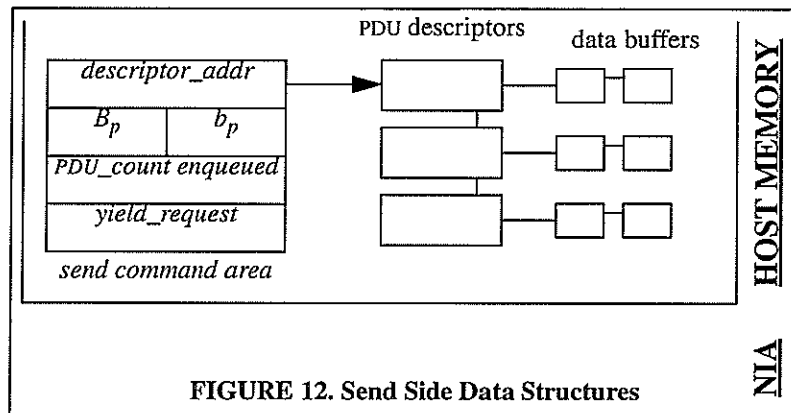 PDU descriptors
data buffers
descriptor_addr
B_p b_p
PDU_count enqueued
yield_request
send command area
HOST MEMORY
NIA
FIGURE 12. Send Side Data Structures